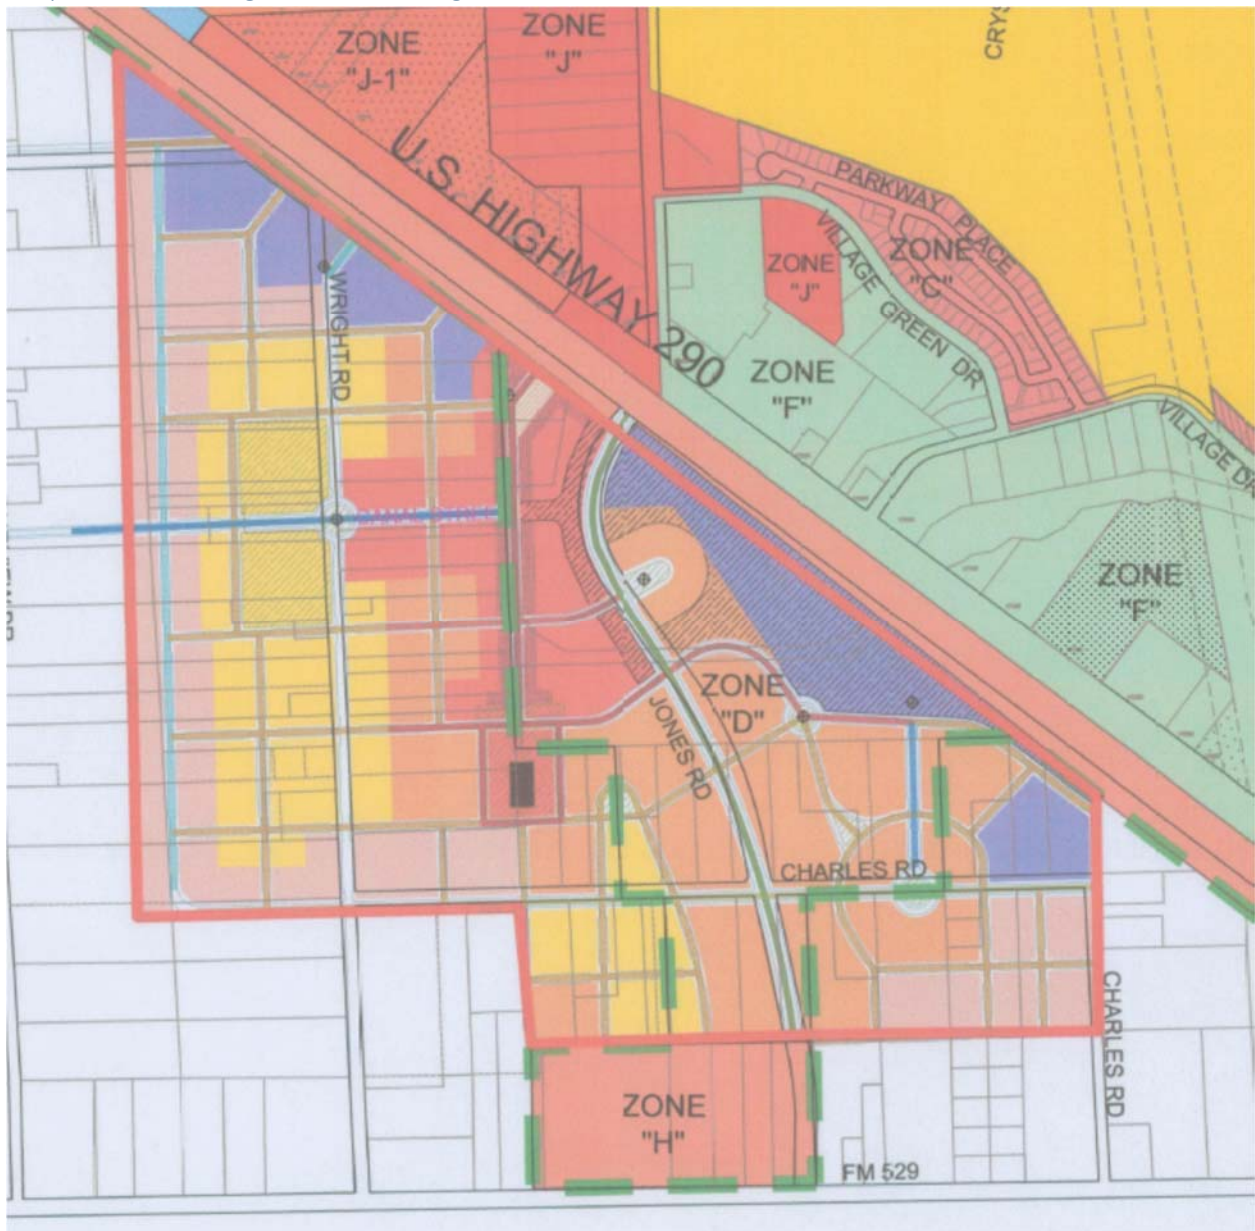 CRYS
ZONE
"J-1"
ZONE
"J"
U.S. HIGHWAY 290
PARKWAY PLACE
VILLAGE GREEN DR
ZONE
"C"
ZONE
"J"
WRIGHT RD
ZONE
"F"
VILLAGE DR
ZONE
"F"
ZONE
"D"
JONES RD
CHARLES RD
CHARLES RD
ZONE
"H"
FM 529